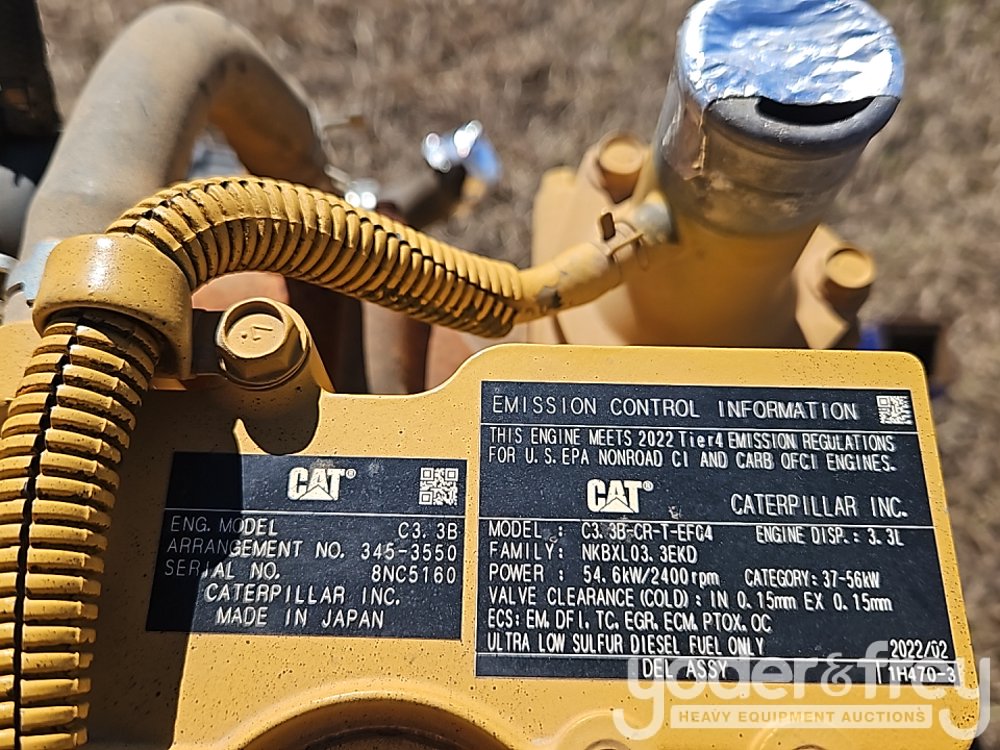 CAT®
ENG. MODEL C3.3B
ARRANGEMENT NO. 345-3550
SERIAL NO. 8NC5160
CATERPILLAR INC.
MADE IN JAPAN
EMISSION CONTROL INFORMATION
THIS ENGINE MEETS 2022 Tier4 EMISSION REGULATIONS
FOR U.S. EPA NONROAD CI AND CARB OFCI ENGINES.
CAT® CATERPILLAR INC.
MODEL : C3.3B-CR-T-EFG4 ENGINE DISP.: 3.3L
FAMILY: NKBXL03.3EKD
POWER : 54.6kW/2400rpm CATEGORY: 37-56kW
VALVE CLEARANCE(COLD): IN 0.15mm EX 0.15mm
ECS: EM, DFI, TC, EGR, ECM, PTOX, OC
ULTRA LOW SULFUR DIESEL FUEL ONLY 2022/02
DEL ASSY 1H470-3
yoder&frey
HEAVY EQUIPMENT AUCTIONS